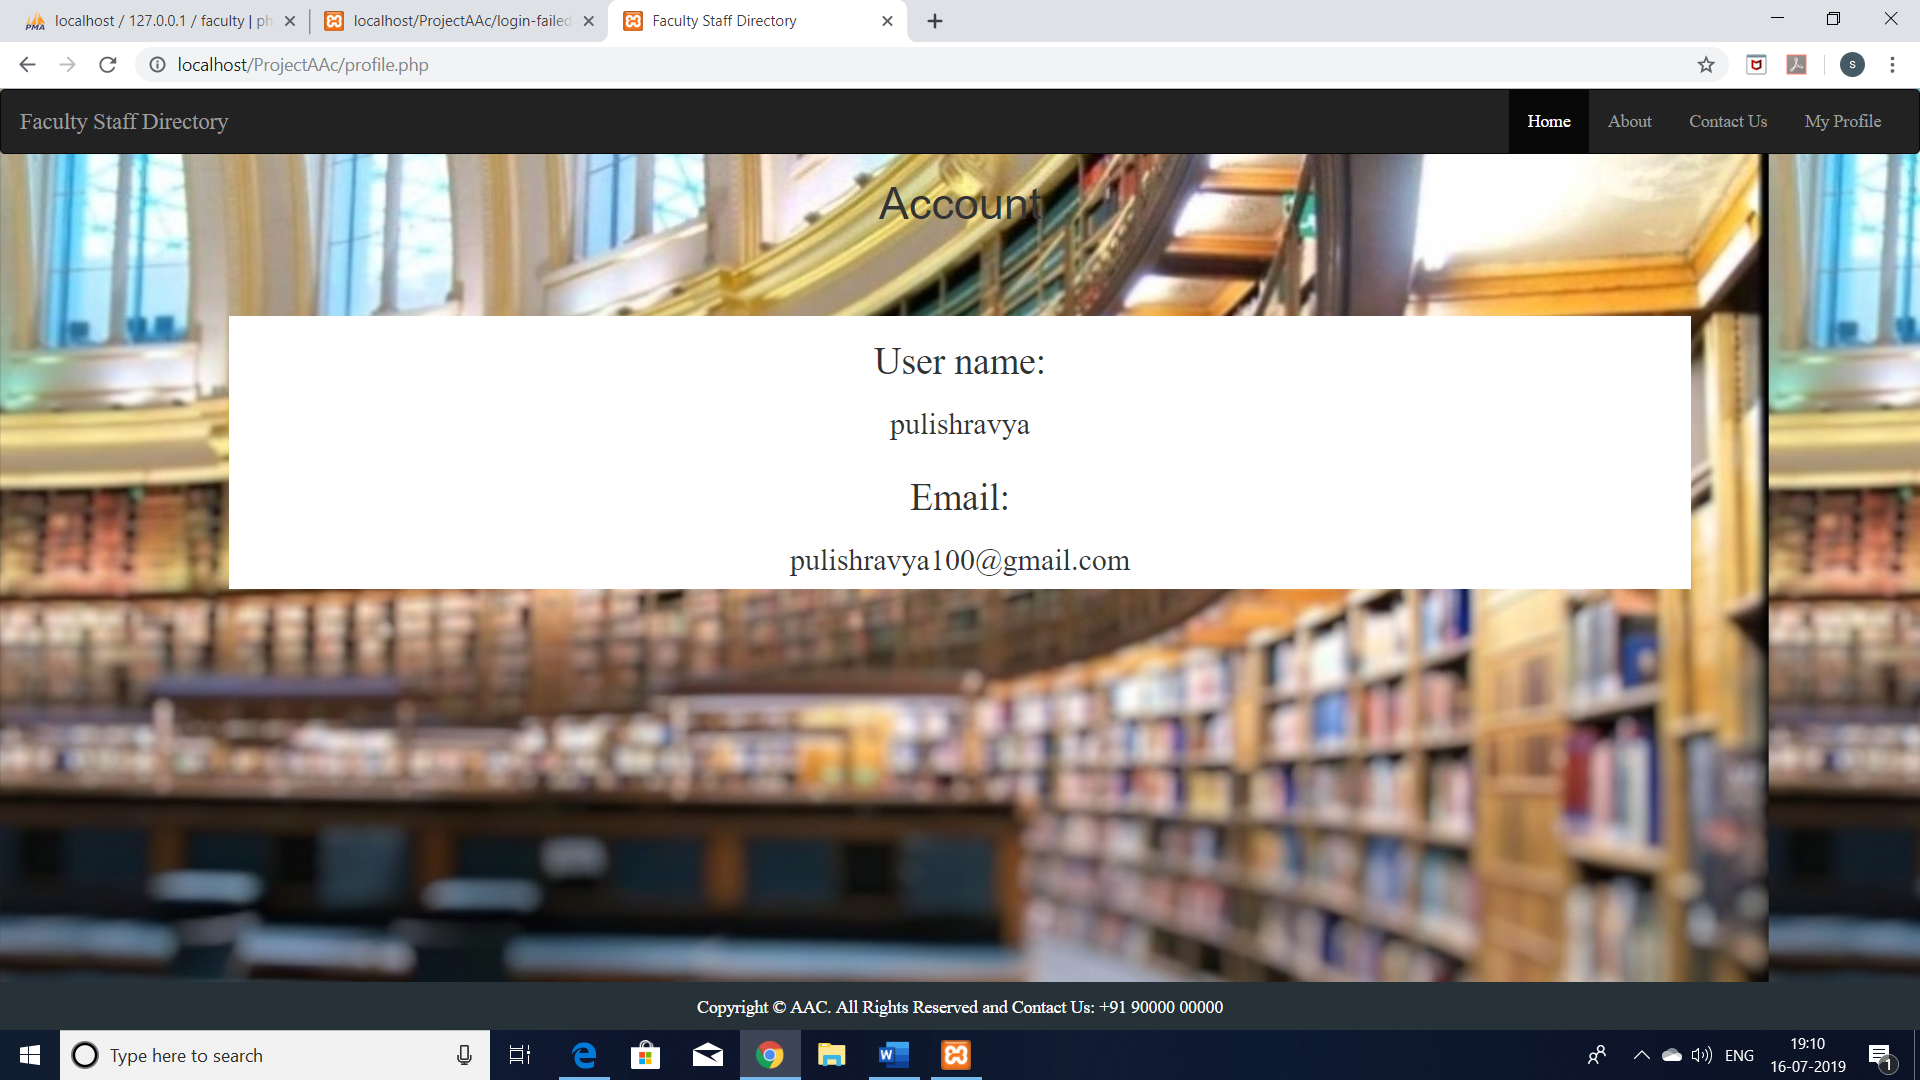 localhost / 127.0.0.1 / faculty | ph
localhost/ProjectAAc/login-failed
Faculty Staff Directory
localhost/ProjectAAc/profile.php
S
Faculty Staff Directory
Home
About
Contact Us
My Profile
Account
User name:
pulishravya
Email:
pulishravya100@gmail.com
Copyright © AAC. All Rights Reserved and Contact Us: +91 90000 00000
Type here to search
ENG
19:10
16-07-2019
1